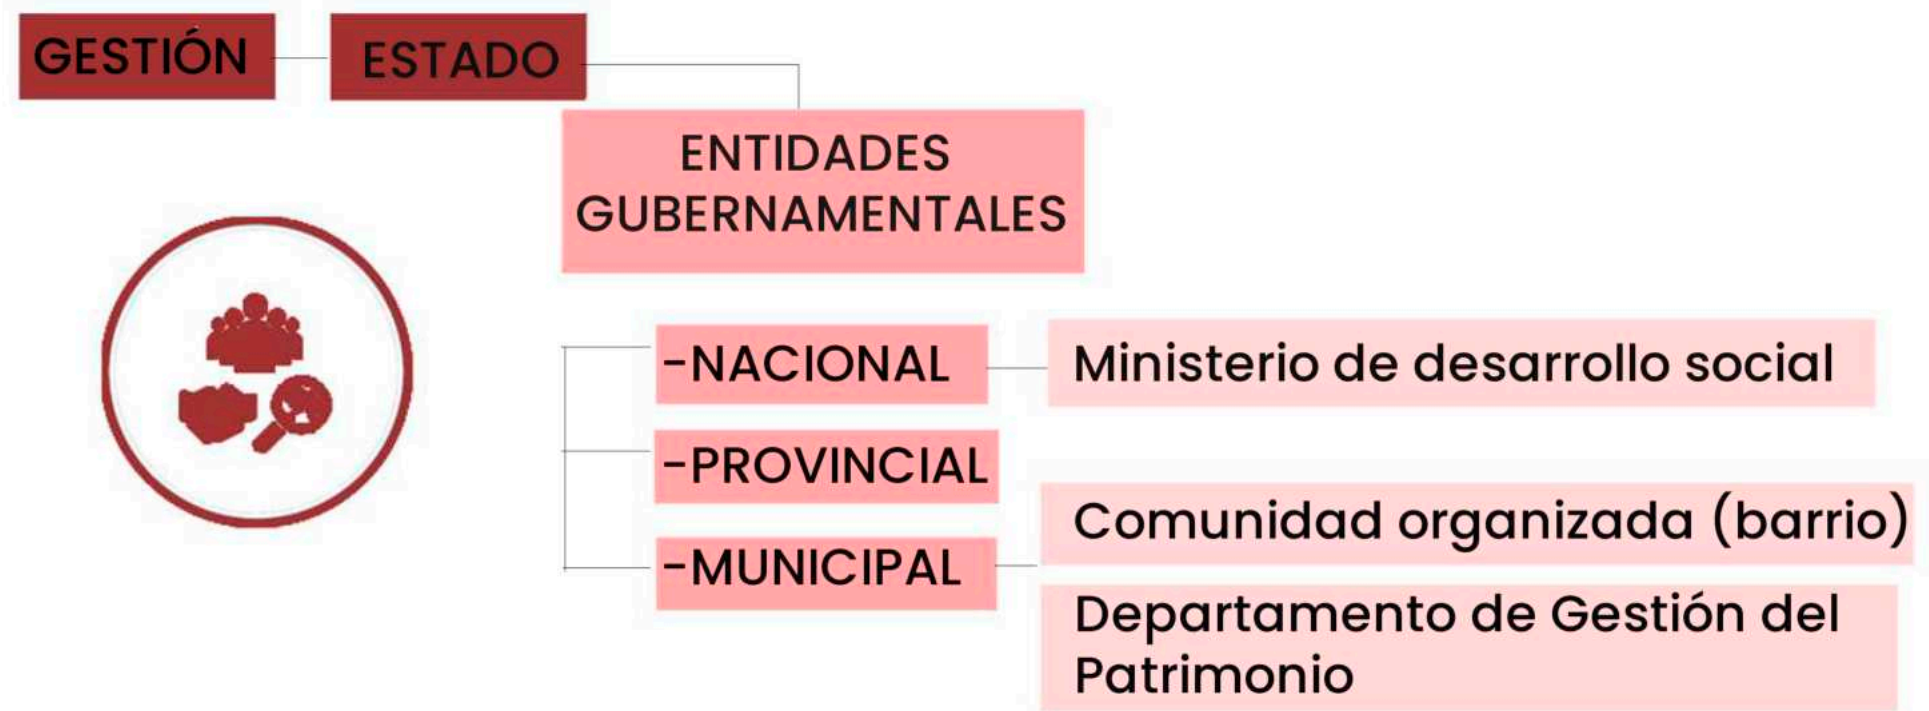 GESTIÓN
ESTADO
ENTIDADES
GUBERNAMENTALES
-NACIONAL
Ministerio de desarrollo social
-PROVINCIAL
-MUNICIPAL
Comunidad organizada (barrio)
Departamento de Gestión del
Patrimonio